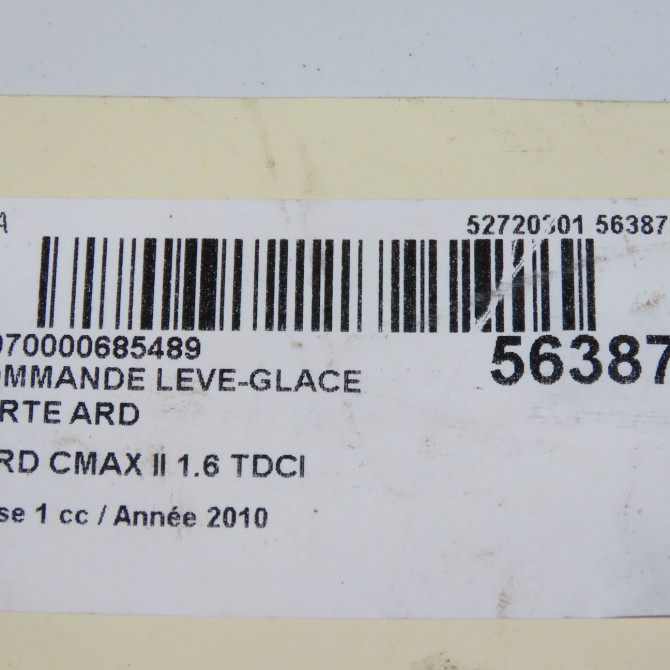 A 52720301 56387
070000685489 56387
OMMANDE LEVE-GLACE
RTE ARD
RD CMAX II 1.6 TDCI
se 1 cc / Année 2010